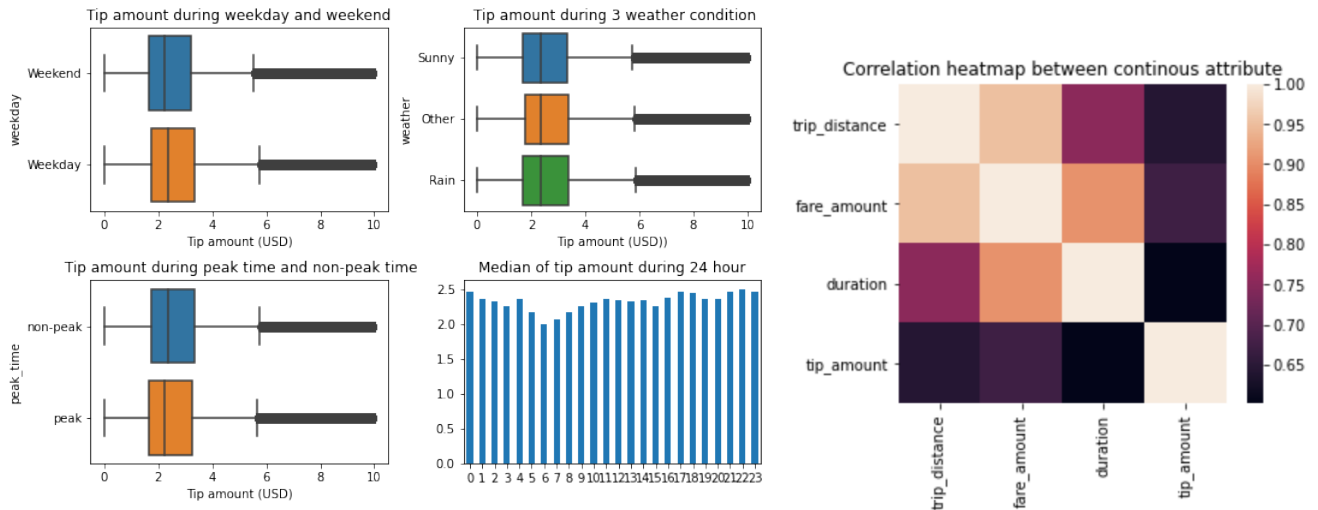 Tip amount during weekday and weekend
weekday
Weekend
Weekday
0 2 4 6 8 10
Tip amount (USD)
Tip amount during 3 weather condition
weather
Sunny
Other
Rain
0 2 4 6 8 10
Tip amount (USD))
Tip amount during peak time and non-peak time
peak_time
non-peak
peak
0 2 4 6 8 10
Tip amount (USD)
Median of tip amount during 24 hour
2.5
2.0
1.5
1.0
0.5
0.0
0 1 2 3 4 5 6 7 8 9 10 11 12 13 14 15 16 17 18 19 20 21 22 23
Correlation heatmap between continous attribute
trip_distance
fare_amount
duration
tip_amount
trip_distance
fare_amount
duration
tip_amount
1.00
0.95
0.90
0.85
0.80
0.75
0.70
0.65